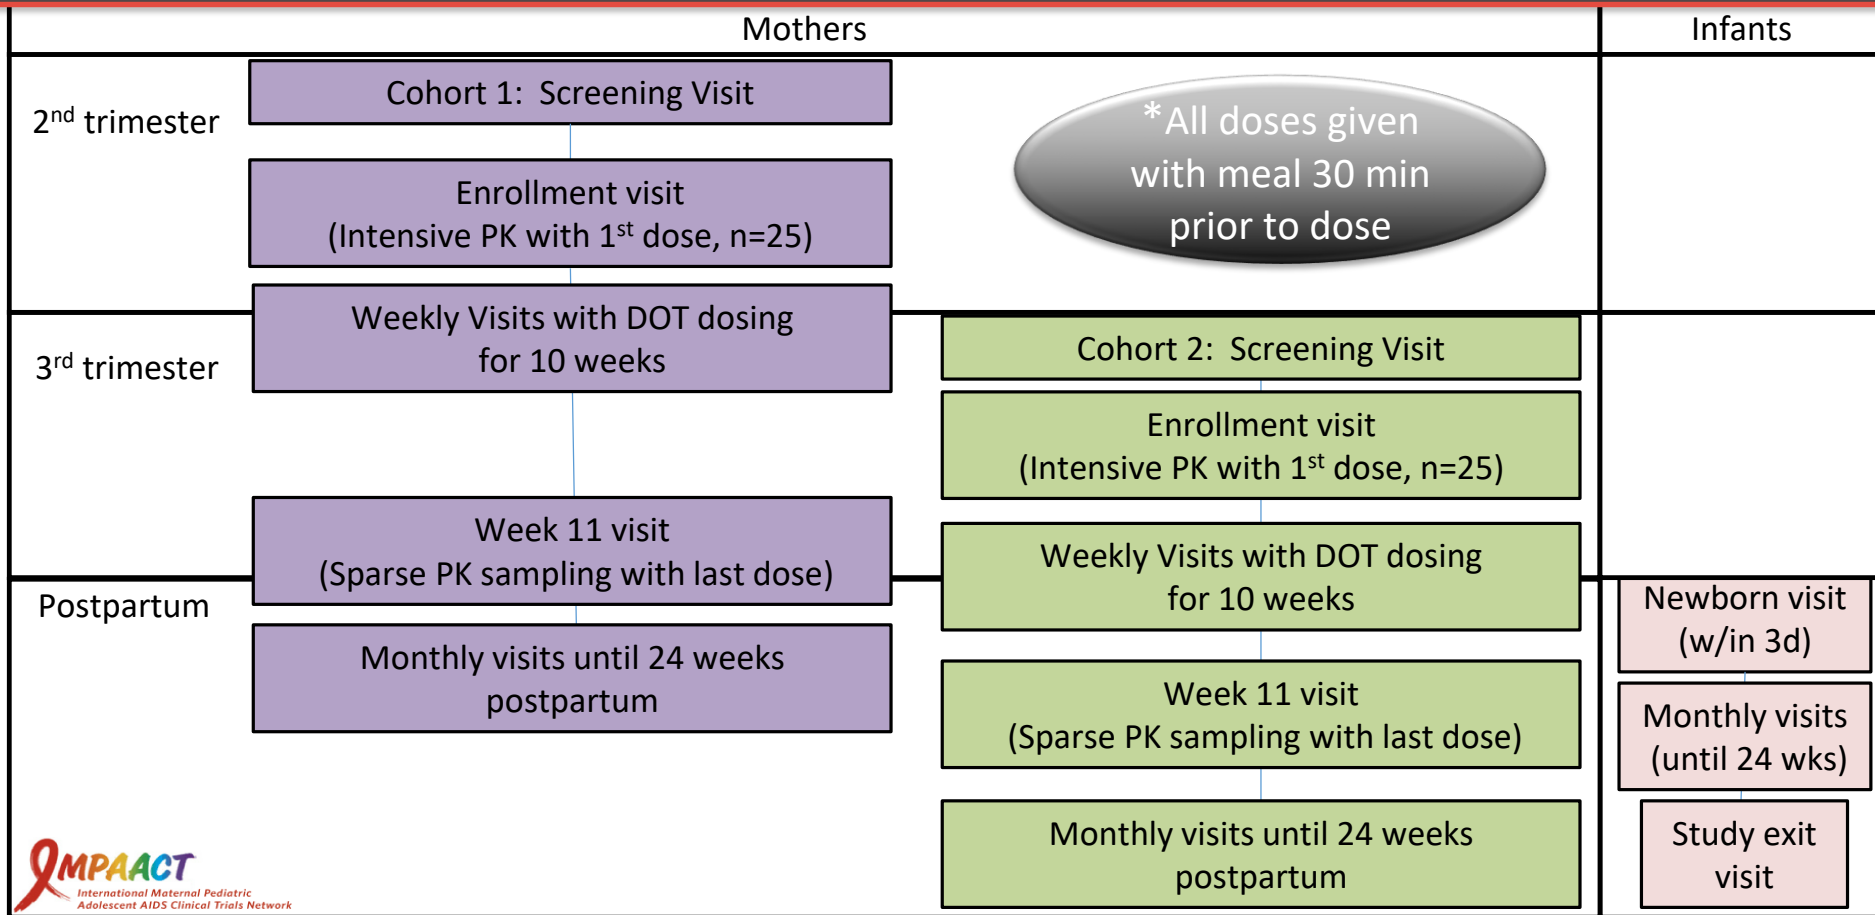 Mothers
Infants
2nd trimester
Cohort 1: Screening Visit
Enrollment visit
(Intensive PK with 1st dose, n=25)
*All doses given
with meal 30 min
prior to dose
Weekly Visits with DOT dosing
for 10 weeks
3rd trimester
Cohort 2: Screening Visit
Enrollment visit
(Intensive PK with 1st dose, n=25)
Week 11 visit
(Sparse PK sampling with last dose)
Weekly Visits with DOT dosing
for 10 weeks
Postpartum
Monthly visits until 24 weeks
postpartum
Week 11 visit
(Sparse PK sampling with last dose)
Monthly visits until 24 weeks
postpartum
Newborn visit
(w/in 3d)
Monthly visits
(until 24 wks)
Study exit
visit
IMPAACT
International Maternal Pediatric
Adolescent AIDS Clinical Trials Network